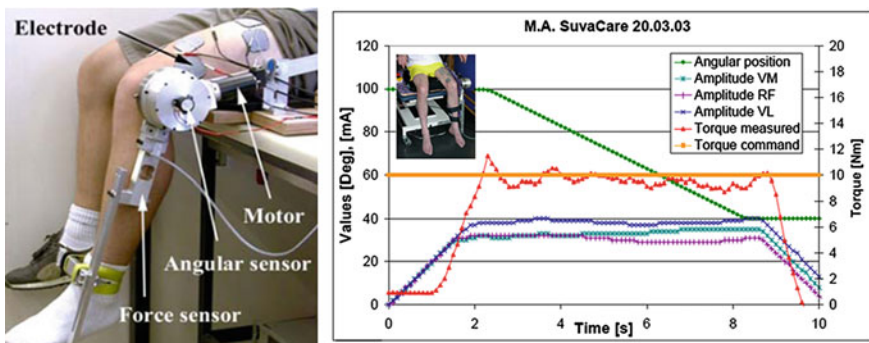 Electrode
Motor
Angular sensor
Force sensor
M.A. SuvaCare 20.03.03
Values [Deg], [mA]
120
100
80
60
40
20
0
Angular position
Amplitude VM
Amplitude RF
Amplitude VL
Torque measured
Torque command
20
18
16
14
12
10
8
6
4
2
0
Torque [Nm]
0
2
4
6
8
10
Time [s]